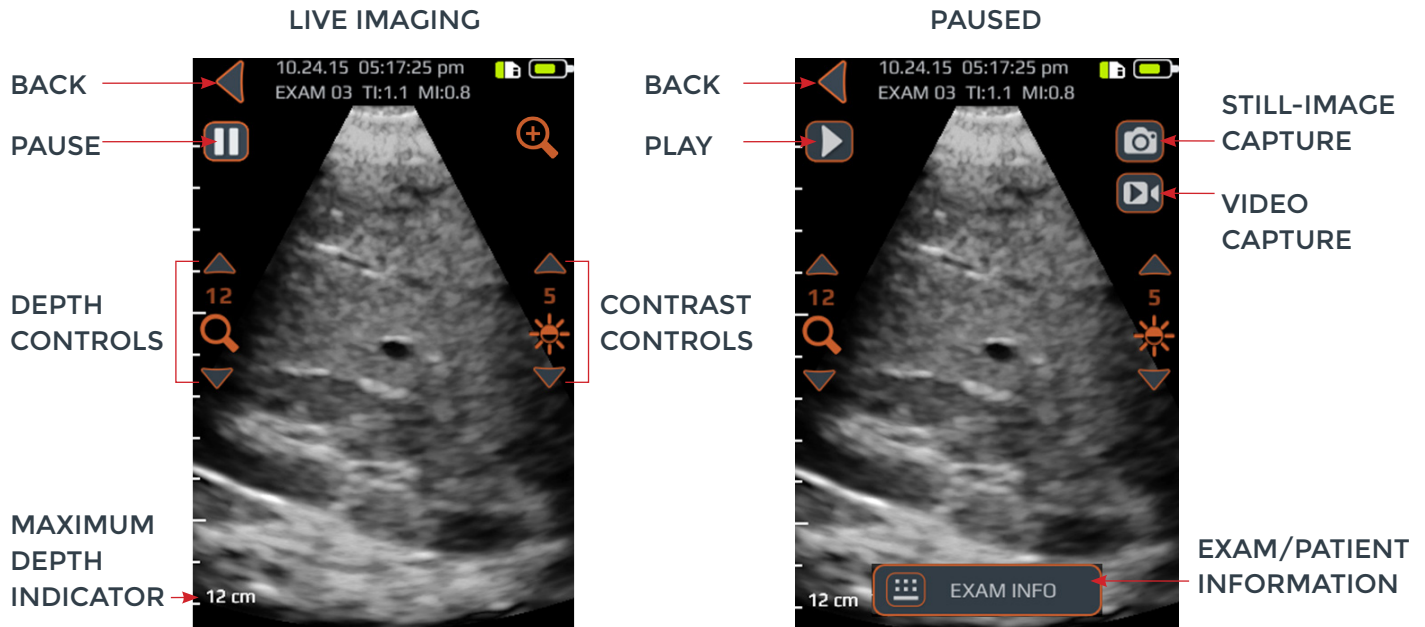 LIVE IMAGING
BACK
PAUSE
DEPTH
CONTROLS
MAXIMUM
DEPTH
INDICATOR
10.24.15 05:17:25 pm
EXAM 03 TI:1.1 MI:0.8
12
5
12 cm
CONTRAST
CONTROLS
PAUSED
BACK
PLAY
10.24.15 05:17:25 pm
EXAM 03 TI:1.1 MI:0.8
12
5
12 cm
EXAM INFO
STILL-IMAGE
CAPTURE
VIDEO
CAPTURE
EXAM/PATIENT
INFORMATION